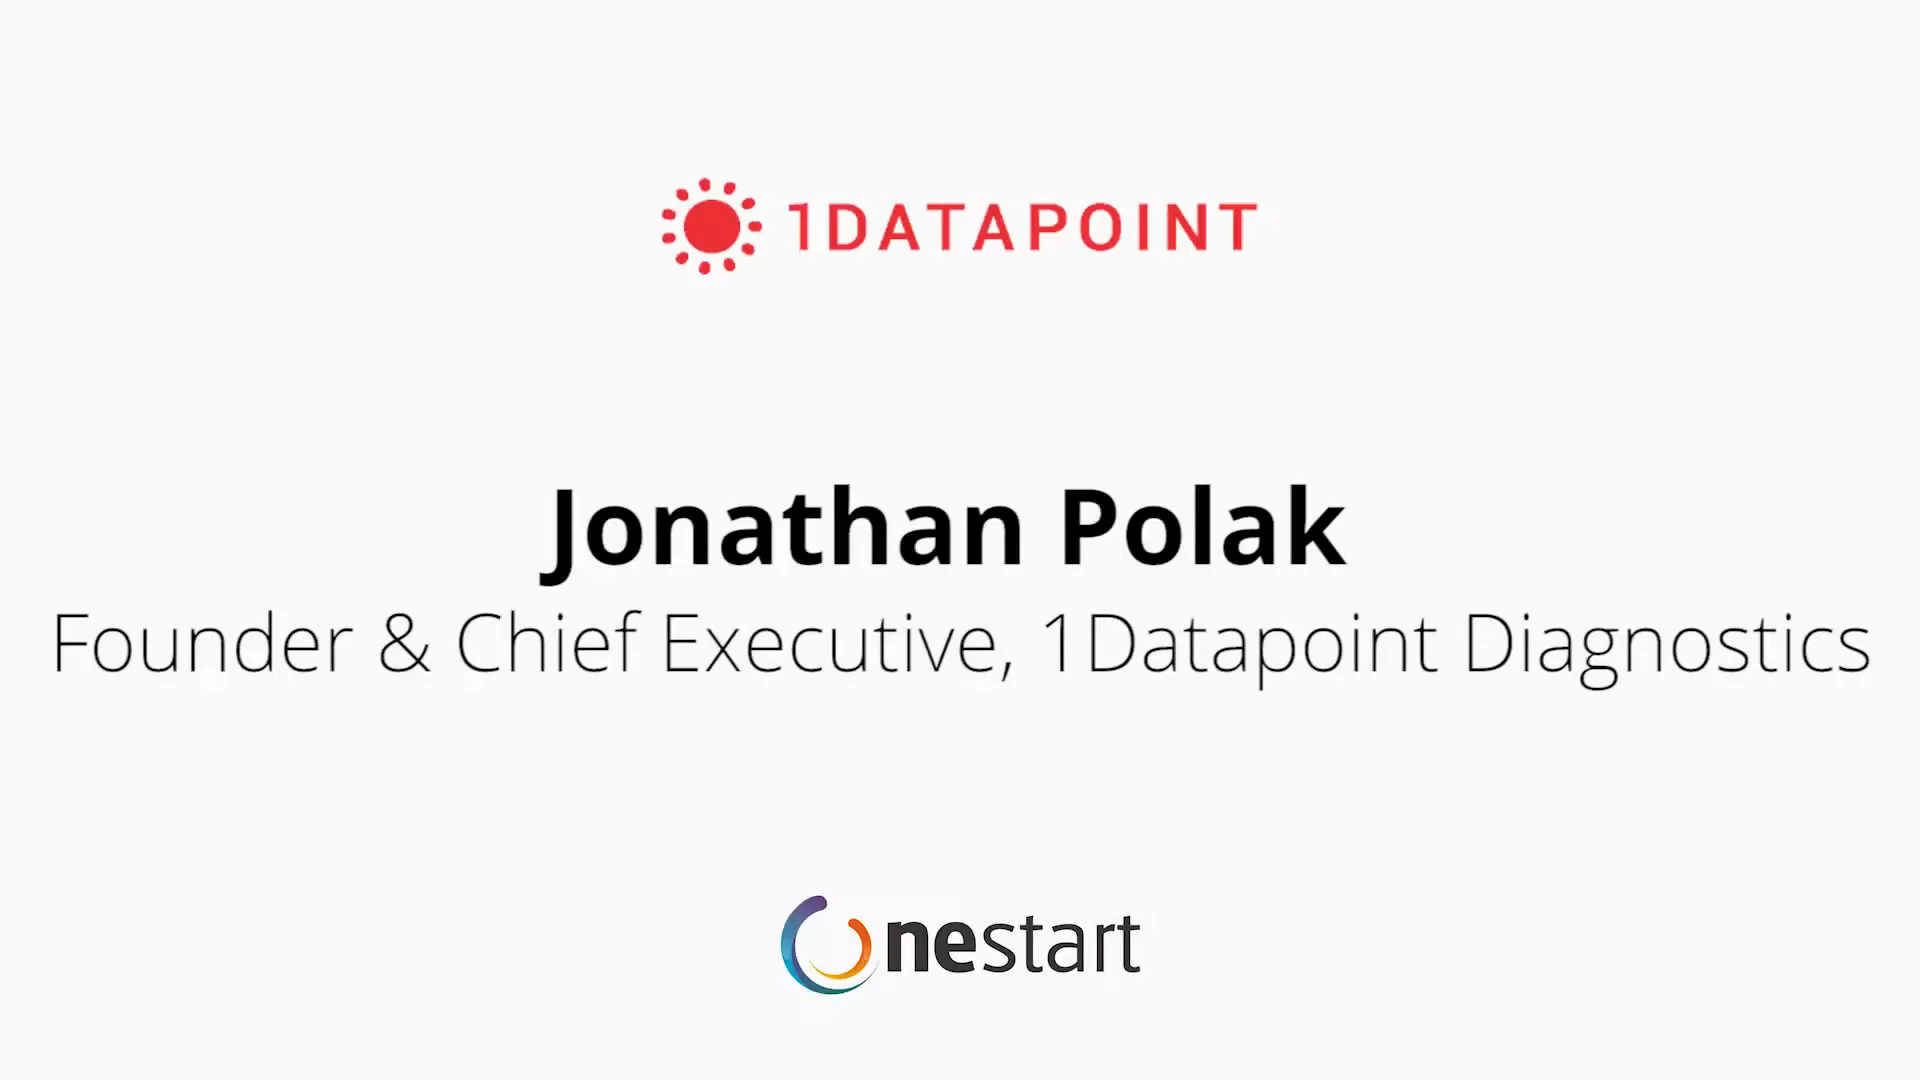 1DATAPOINT
Jonathan Polak
Founder & Chief Executive, 1Datapoint Diagnostics
Onestart